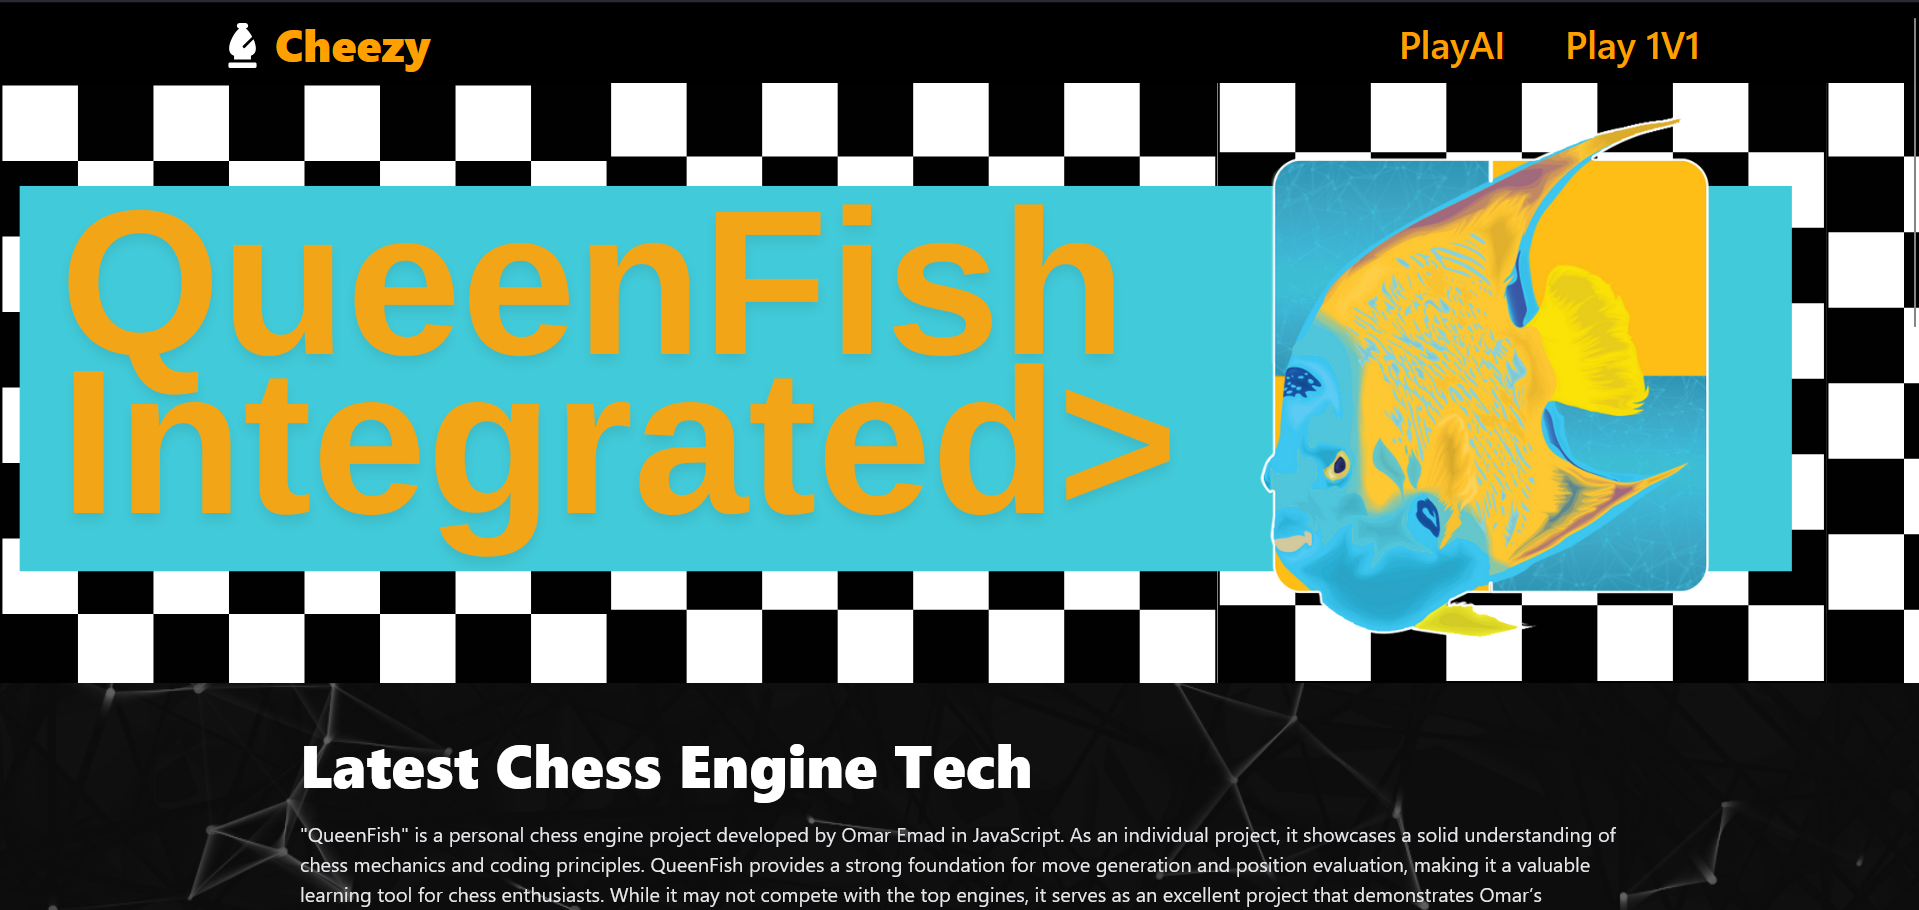 Cheezy
PlayAI
Play 1V1
QueenFish
Integrated>
Latest Chess Engine Tech
"QueenFish" is a personal chess engine project developed by Omar Emad in JavaScript. As an individual project, it showcases a solid understanding of
chess mechanics and coding principles. QueenFish provides a strong foundation for move generation and position evaluation, making it a valuable
learning tool for chess enthusiasts. While it may not compete with the top engines, it serves as an excellent project that demonstrates Omar’s